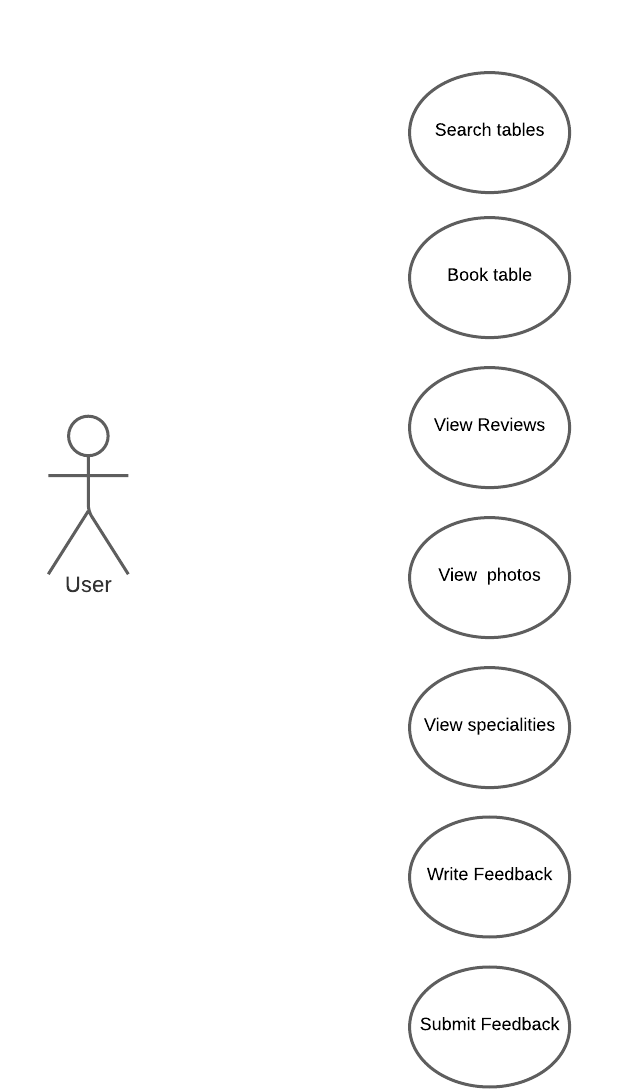 Search tables
Book table
View Reviews
View  photos
User
View specialities
Write Feedback
Submit Feedback